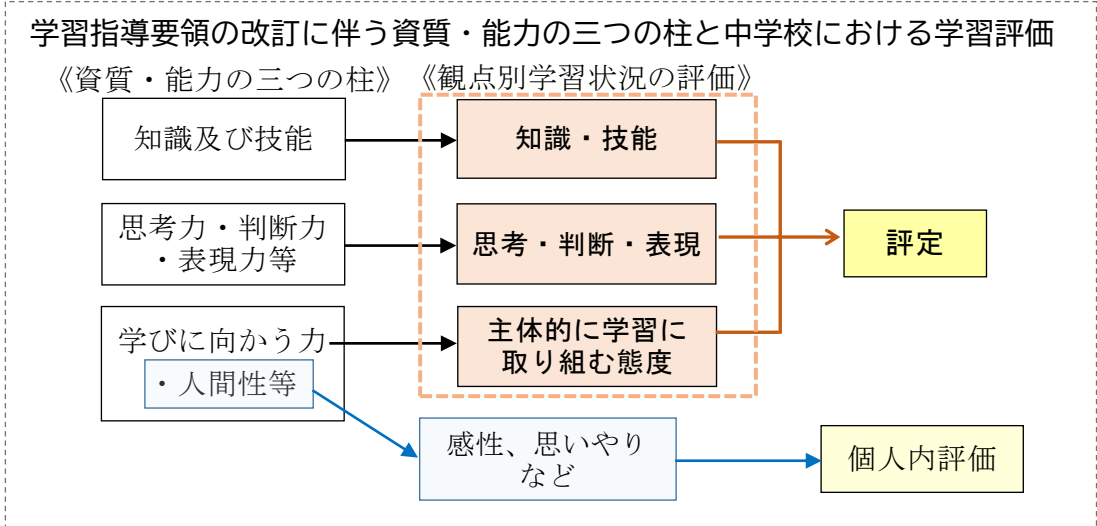 学習指導要領の改訂に伴う資質・能力の三つの柱と中学校における学習評価
《資質・能力の三つの柱》
《観点別学習状況の評価》
知識及び技能
知識・技能
思考力・判断力
・表現力等
思考・判断・表現
評定
学びに向かう力
・人間性等
主体的に学習に
取り組む態度
感性、思いやり
など
個人内評価